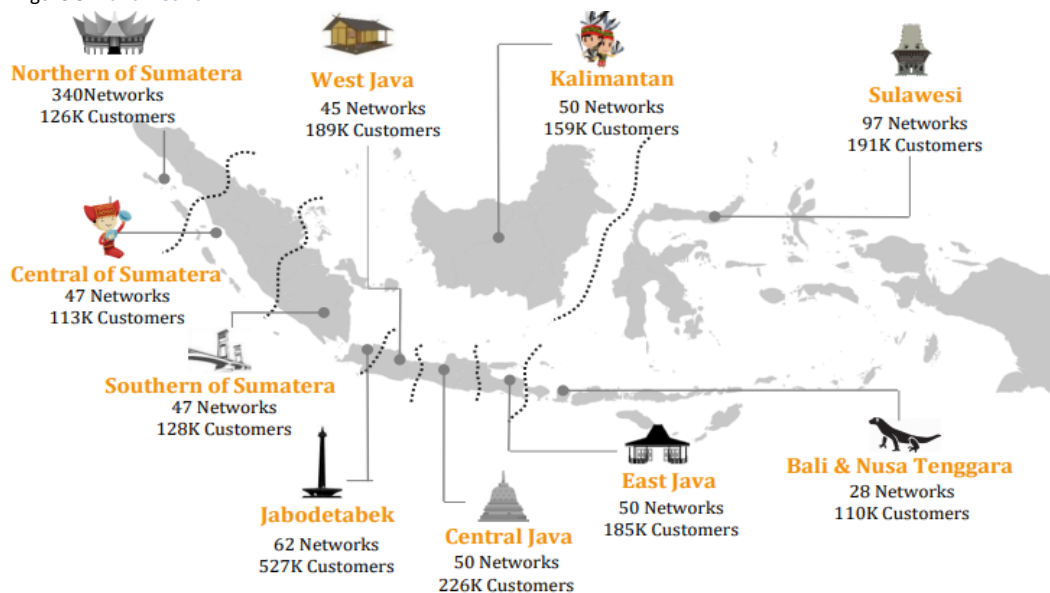 Northern of Sumatera
340Networks
126K Customers
West Java
45 Networks
189K Customers
Kalimantan
50 Networks
159K Customers
Sulawesi
97 Networks
191K Customers
Central of Sumatera
47 Networks
113K Customers
Southern of Sumatera
47 Networks
128K Customers
Jabodetabek
62 Networks
527K Customers
Central Java
50 Networks
226K Customers
East Java
50 Networks
185K Customers
Bali & Nusa Tenggara
28 Networks
110K Customers